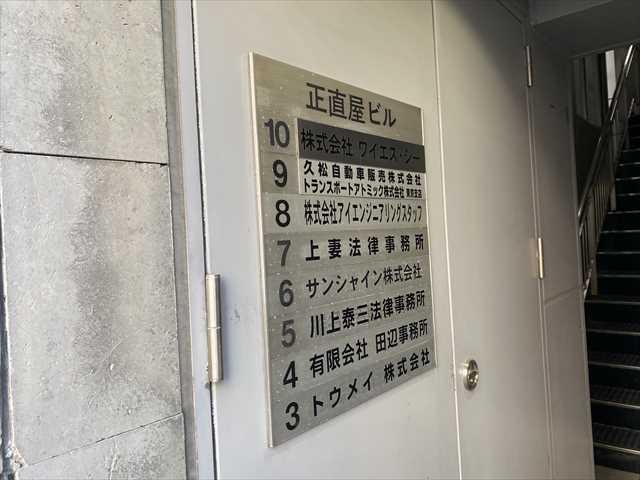 正直屋ビル
10 株式会社 ワイエス・シー
9 久松自動車販売株式会社
トランスポートアトミック株式会社 東京支店
8 株式会社アイエンジニアリングスタッフ
7 上妻法律事務所
6 サンシャイン株式会社
5 川上泰三法律事務所
4 有限会社 田辺事務所
3 トウメイ 株式会社